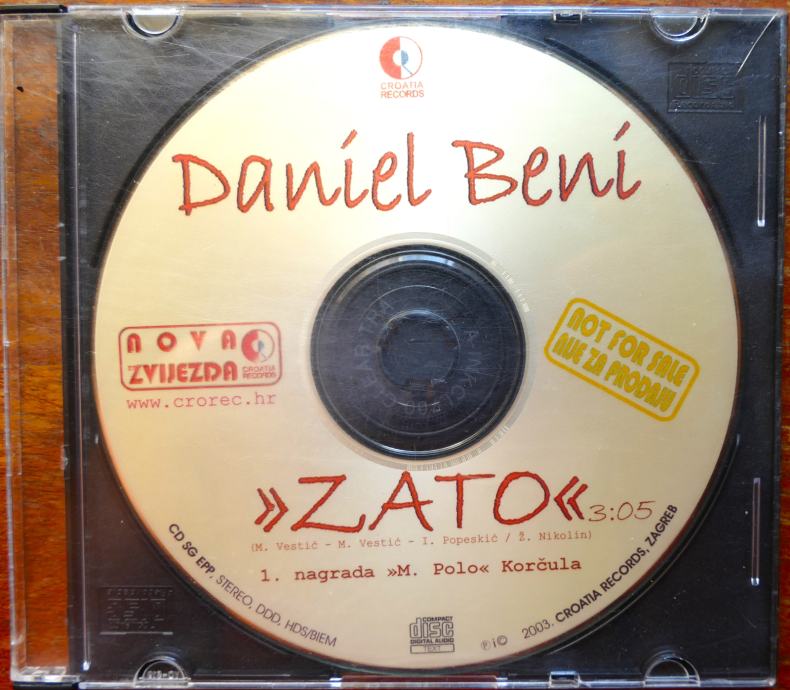 CROATIA
RECORDS
Daniel Beni
NOVA
ZVIJEZDA
CROATIA
RECORDS
www.crorec.hr
NOT FOR SALE
NIJE ZA PRODAJU
»ZATO« 3:05
(M. Vestić - M. Vestić - I. Popeskić / Ž. Nikolin)
1. nagrada »M. Polo« Korčula
CD SG EPP, STEREO, DDD, HDS/BIEM
COMPACT
disc
DIGITAL AUDIO
TEXT
℗ i © 2003. CROATIA RECORDS, ZAGREB